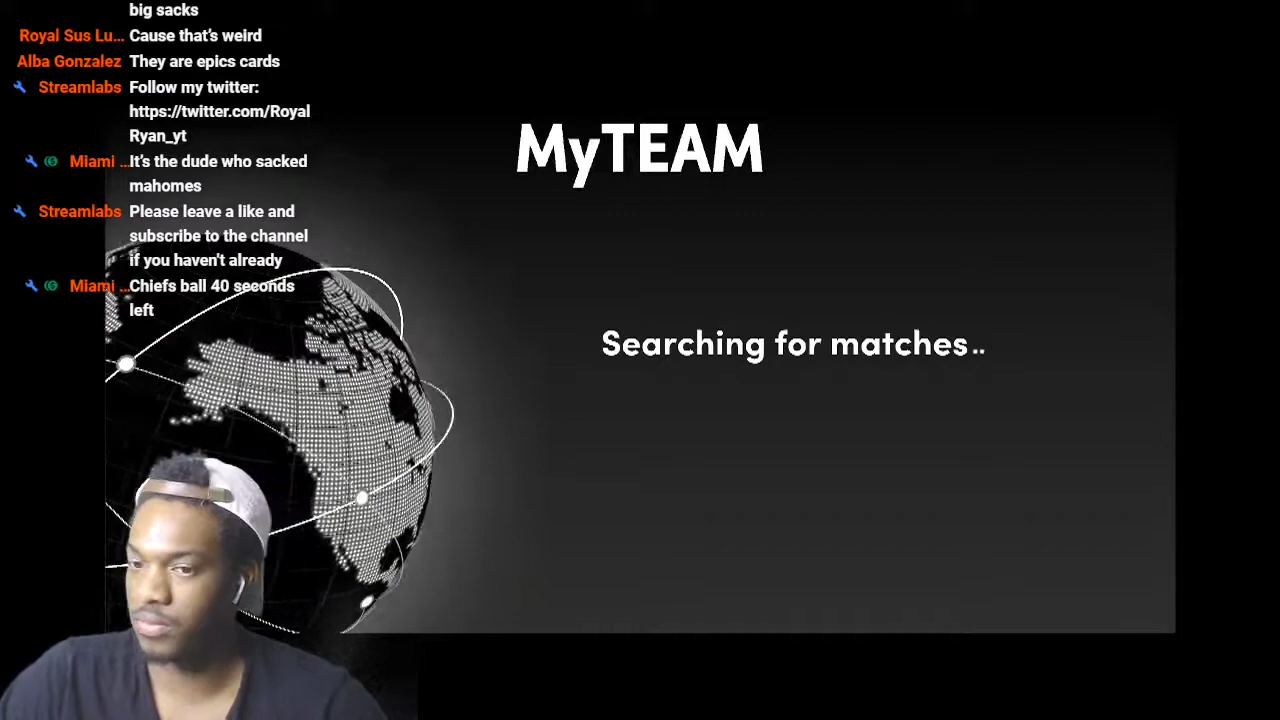 big sacks
Royal Sus Lu... Cause that's weird
Alba Gonzalez They are epics cards
Streamlabs Follow my twitter:
https://twitter.com/Royal
Ryan_yt
Miami ... It's the dude who sacked
mahomes
Streamlabs Please leave a like and
subscribe to the channel
if you haven't already
Miami ... Chiefs ball 40 seconds
left
MyTEAM
Searching for matches..